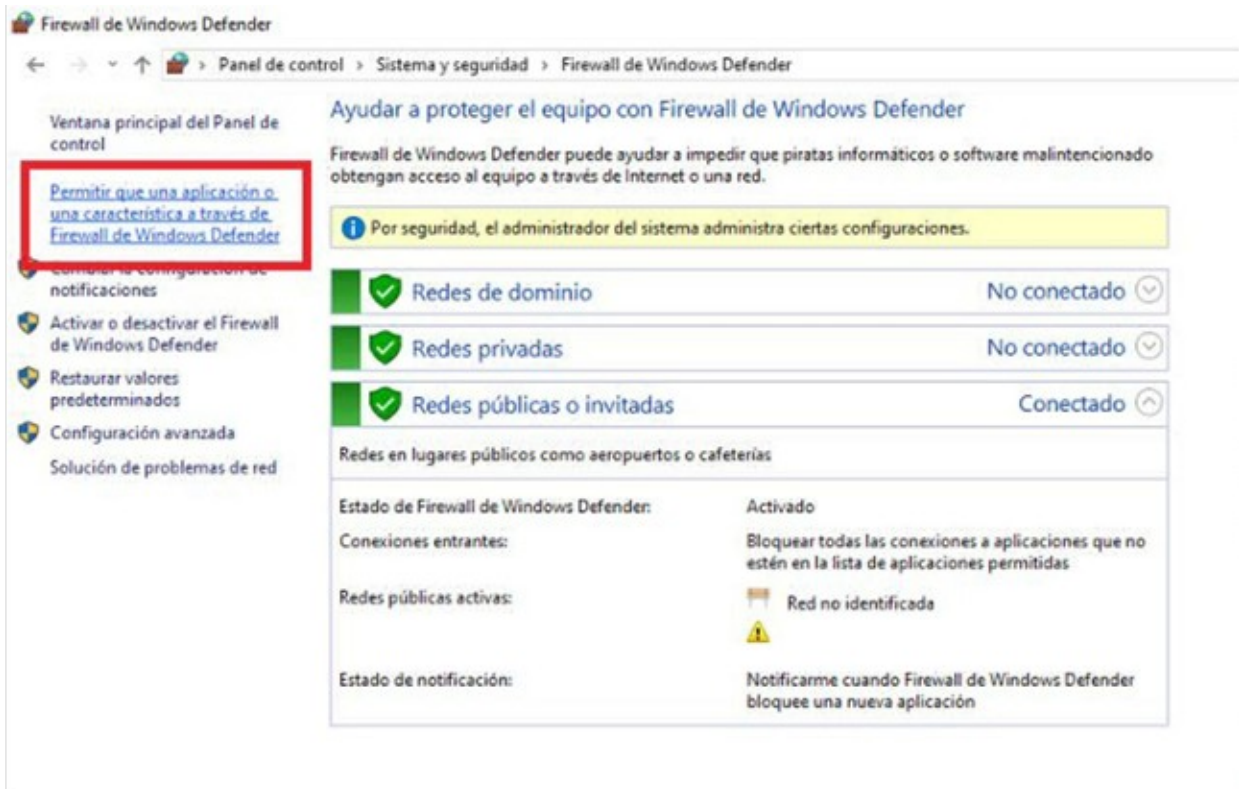 Firewall de Windows Defender
Panel de control > Sistema y seguridad > Firewall de Windows Defender
Ventana principal del Panel de
control
Permitir que una aplicación o
una característica a través de
Firewall de Windows Defender
Cambiar la configuración de
notificaciones
Activar o desactivar el Firewall
de Windows Defender
Restaurar valores
predeterminados
Configuración avanzada
Solución de problemas de red
Ayudar a proteger el equipo con Firewall de Windows Defender
Firewall de Windows Defender puede ayudar a impedir que piratas informáticos o software malintencionado
obtengan acceso al equipo a través de Internet o una red.
Por seguridad, el administrador del sistema administra ciertas configuraciones.
Redes de dominio No conectado
Redes privadas No conectado
Redes públicas o invitadas Conectado
Redes en lugares públicos como aeropuertos o cafeterías
Estado de Firewall de Windows Defender: Activado
Conexiones entrantes: Bloquear todas las conexiones a aplicaciones que no
estén en la lista de aplicaciones permitidas
Redes públicas activas: Red no identificada
Estado de notificación: Notificarme cuando Firewall de Windows Defender
bloquee una nueva aplicación